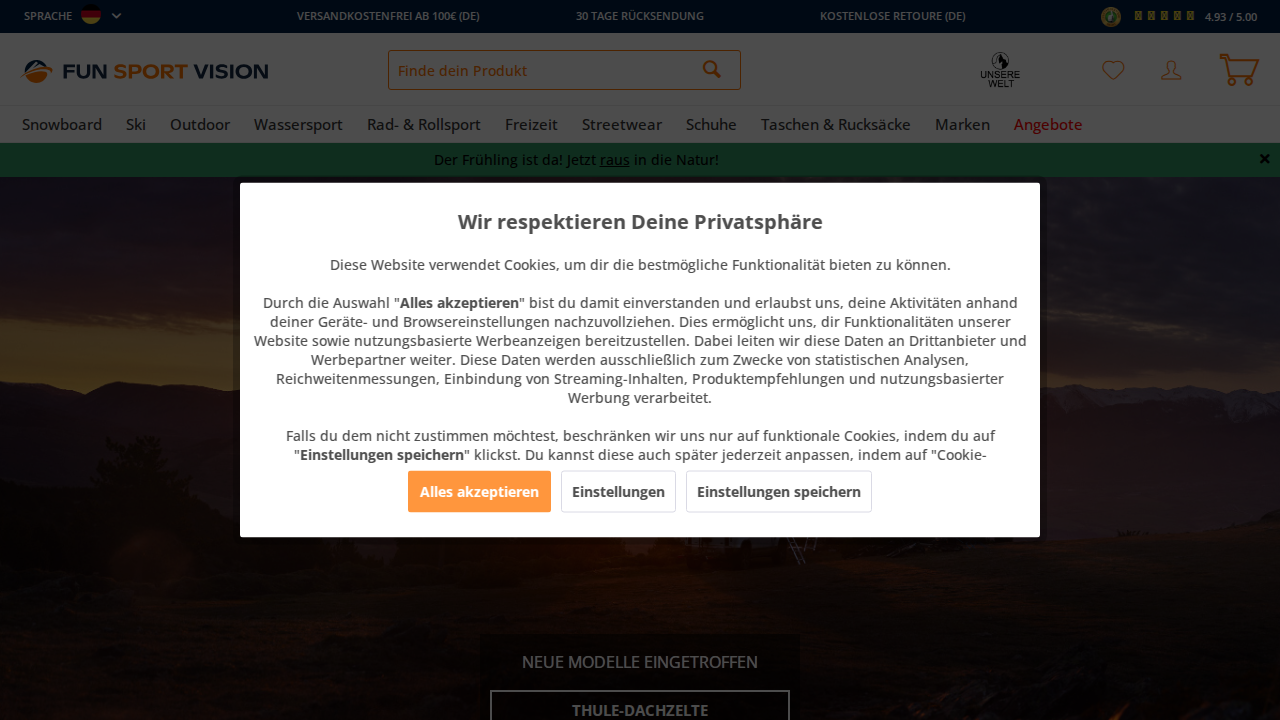 SPRACHE
VERSANDKOSTENFREI AB 100€ (DE)
30 TAGE RÜCKSENDUNG
KOSTENLOSE RETOURE (DE)
4.93 / 5.00
FUN SPORT VISION
Finde dein Produkt
UNSERE
WELT
Snowboard
Ski
Outdoor
Wassersport
Rad- & Rollsport
Freizeit
Streetwear
Schuhe
Taschen & Rucksäcke
Marken
Angebote
Der Frühling ist da! Jetzt raus in die Natur!
Wir respektieren Deine Privatsphäre
Diese Website verwendet Cookies, um dir die bestmögliche Funktionalität bieten zu können.
Durch die Auswahl "Alles akzeptieren" bist du damit einverstanden und erlaubst uns, deine Aktivitäten anhand
deiner Geräte- und Browsereinstellungen nachzuvollziehen. Dies ermöglicht uns, dir Funktionalitäten unserer
Website sowie nutzungsbasierte Werbeanzeigen bereitzustellen. Dabei leiten wir diese Daten an Drittanbieter und
Werbepartner weiter. Diese Daten werden ausschließlich zum Zwecke von statistischen Analysen,
Reichweitenmessungen, Einbindung von Streaming-Inhalten, Produktempfehlungen und nutzungsbasierter
Werbung verarbeitet.
Falls du dem nicht zustimmen möchtest, beschränken wir uns nur auf funktionale Cookies, indem du auf
"Einstellungen speichern" klickst. Du kannst diese auch später jederzeit anpassen, indem auf "Cookie-
Alles akzeptieren
Einstellungen
Einstellungen speichern
NEUE MODELLE EINGETROFFEN
THULE-DACHZELTE